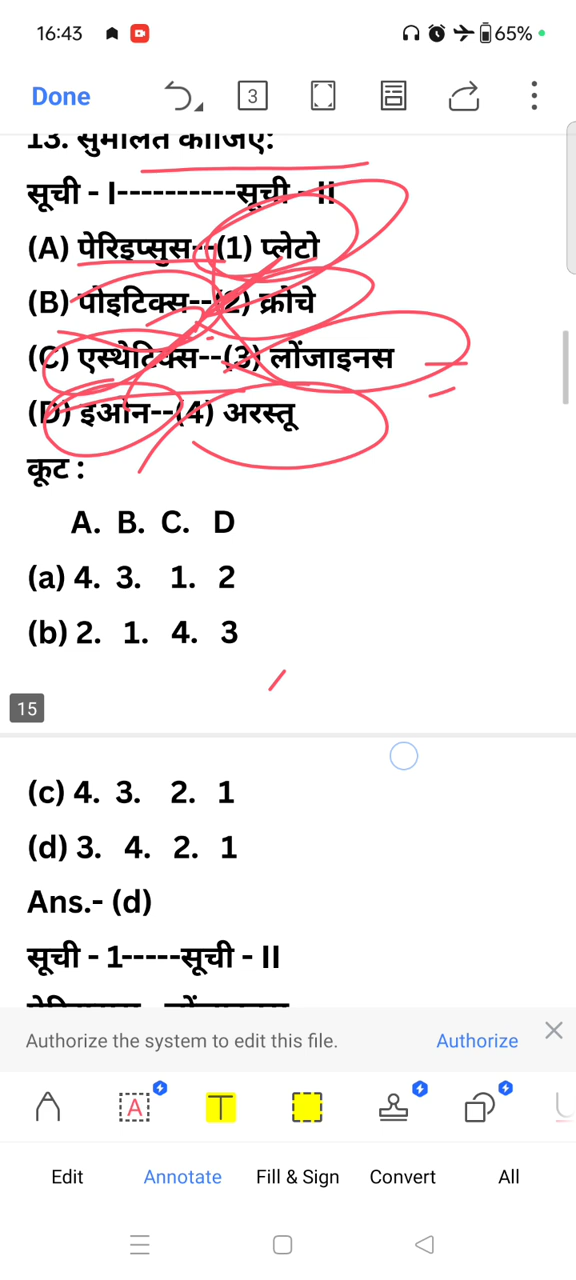 16:43
65%
Done
3
13. सुमेलित कीजिए:
सूची - I----------सूची - II
(A) पेरिइप्सुस--(1) प्लेटो
(B) पोइटिक्स--(2) क्रोचे
(C) एस्थेटिक्स--(3) लोंजाइनस
(D) इओन--(4) अरस्तू
कूट :
A. B. C. D
(a) 4. 3. 1. 2
(b) 2. 1. 4. 3
15
(c) 4. 3. 2. 1
(d) 3. 4. 2. 1
Ans.- (d)
सूची - 1-----सूची - II
Authorize the system to edit this file.
Authorize
Edit
Annotate
Fill & Sign
Convert
All